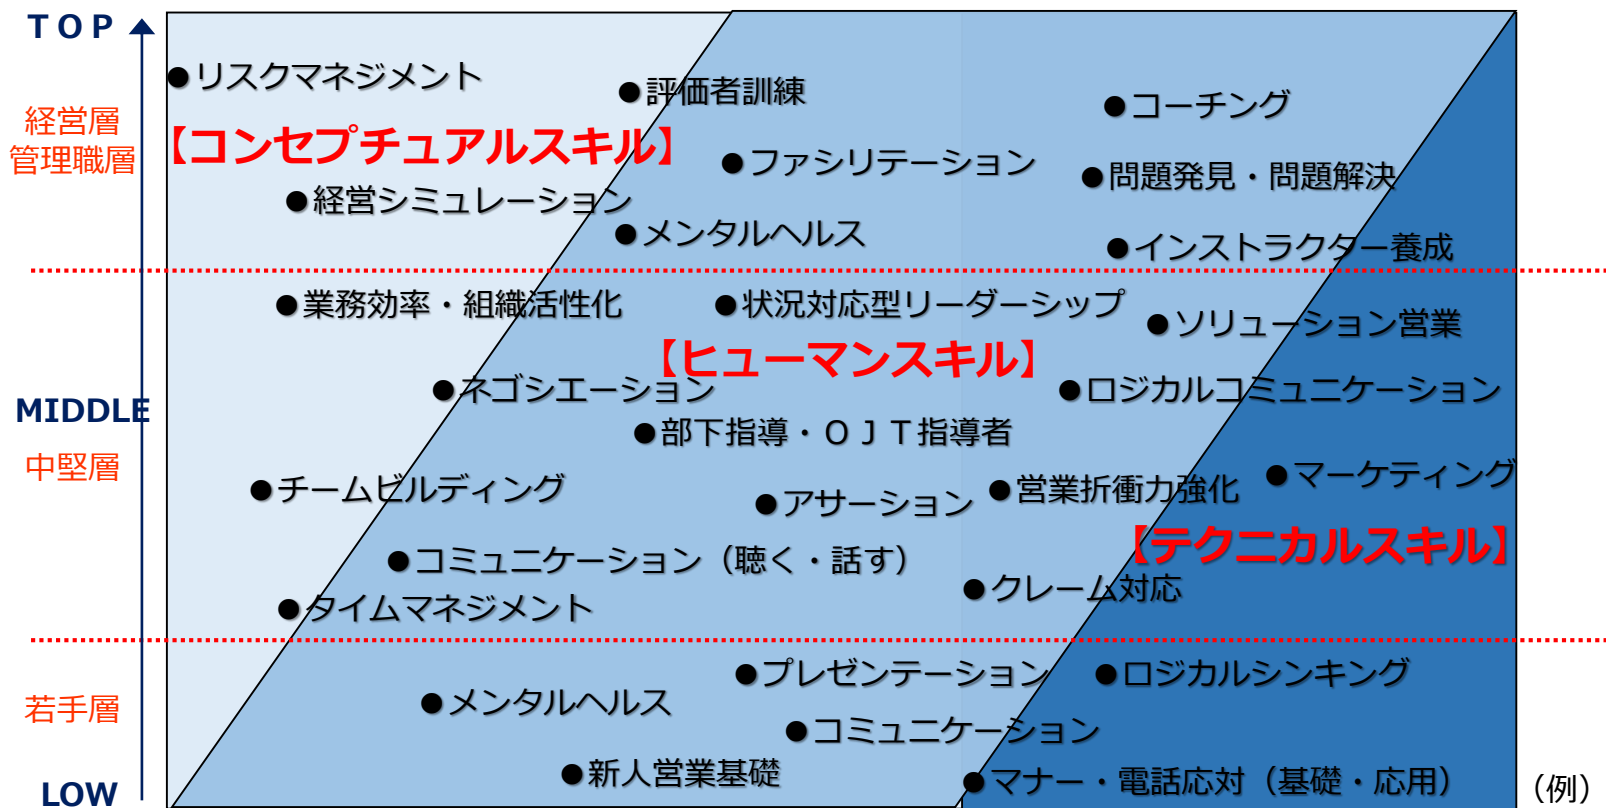 ＴＯＰ
●リスクマネジメント
●評価者訓練
●コーチング
経営層
管理職層
【コンセプチュアルスキル】
●ファシリテーション
●問題発見・問題解決
●経営シミュレーション
●メンタルヘルス
●インストラクター養成
●業務効率・組織活性化
●状況対応型リーダーシップ
●ソリューション営業
【ヒューマンスキル】
MIDDLE
●ネゴシエーション
●ロジカルコミュニケーション
●部下指導・ＯＪＴ指導者
中堅層
●チームビルディング
●アサーション
●営業折衝力強化
●マーケティング
【テクニカルスキル】
●コミュニケーション（聴く・話す）
●クレーム対応
●タイムマネジメント
●プレゼンテーション
●ロジカルシンキング
若手層
●メンタルヘルス
●コミュニケーション
●新人営業基礎
●マナー・電話応対（基礎・応用）
LOW
（例）